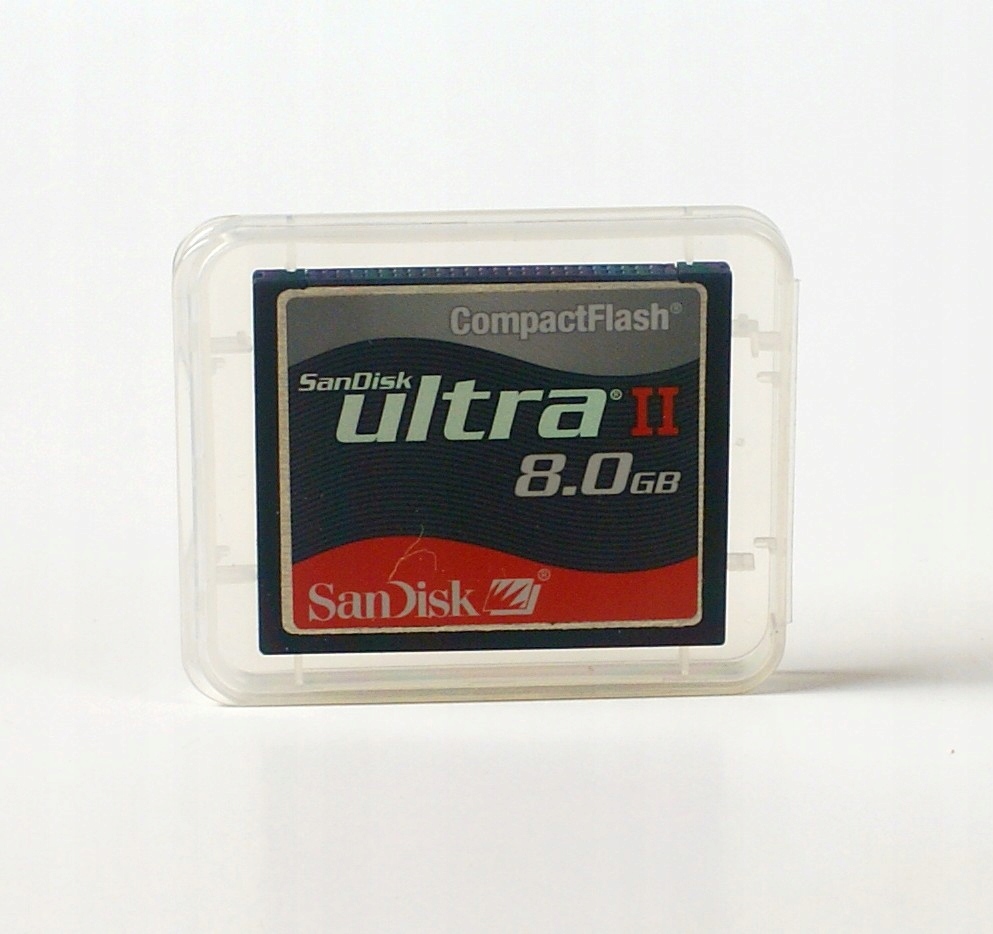 CompactFlash®
SanDisk
ultra® II
8.0GB
SanDisk®